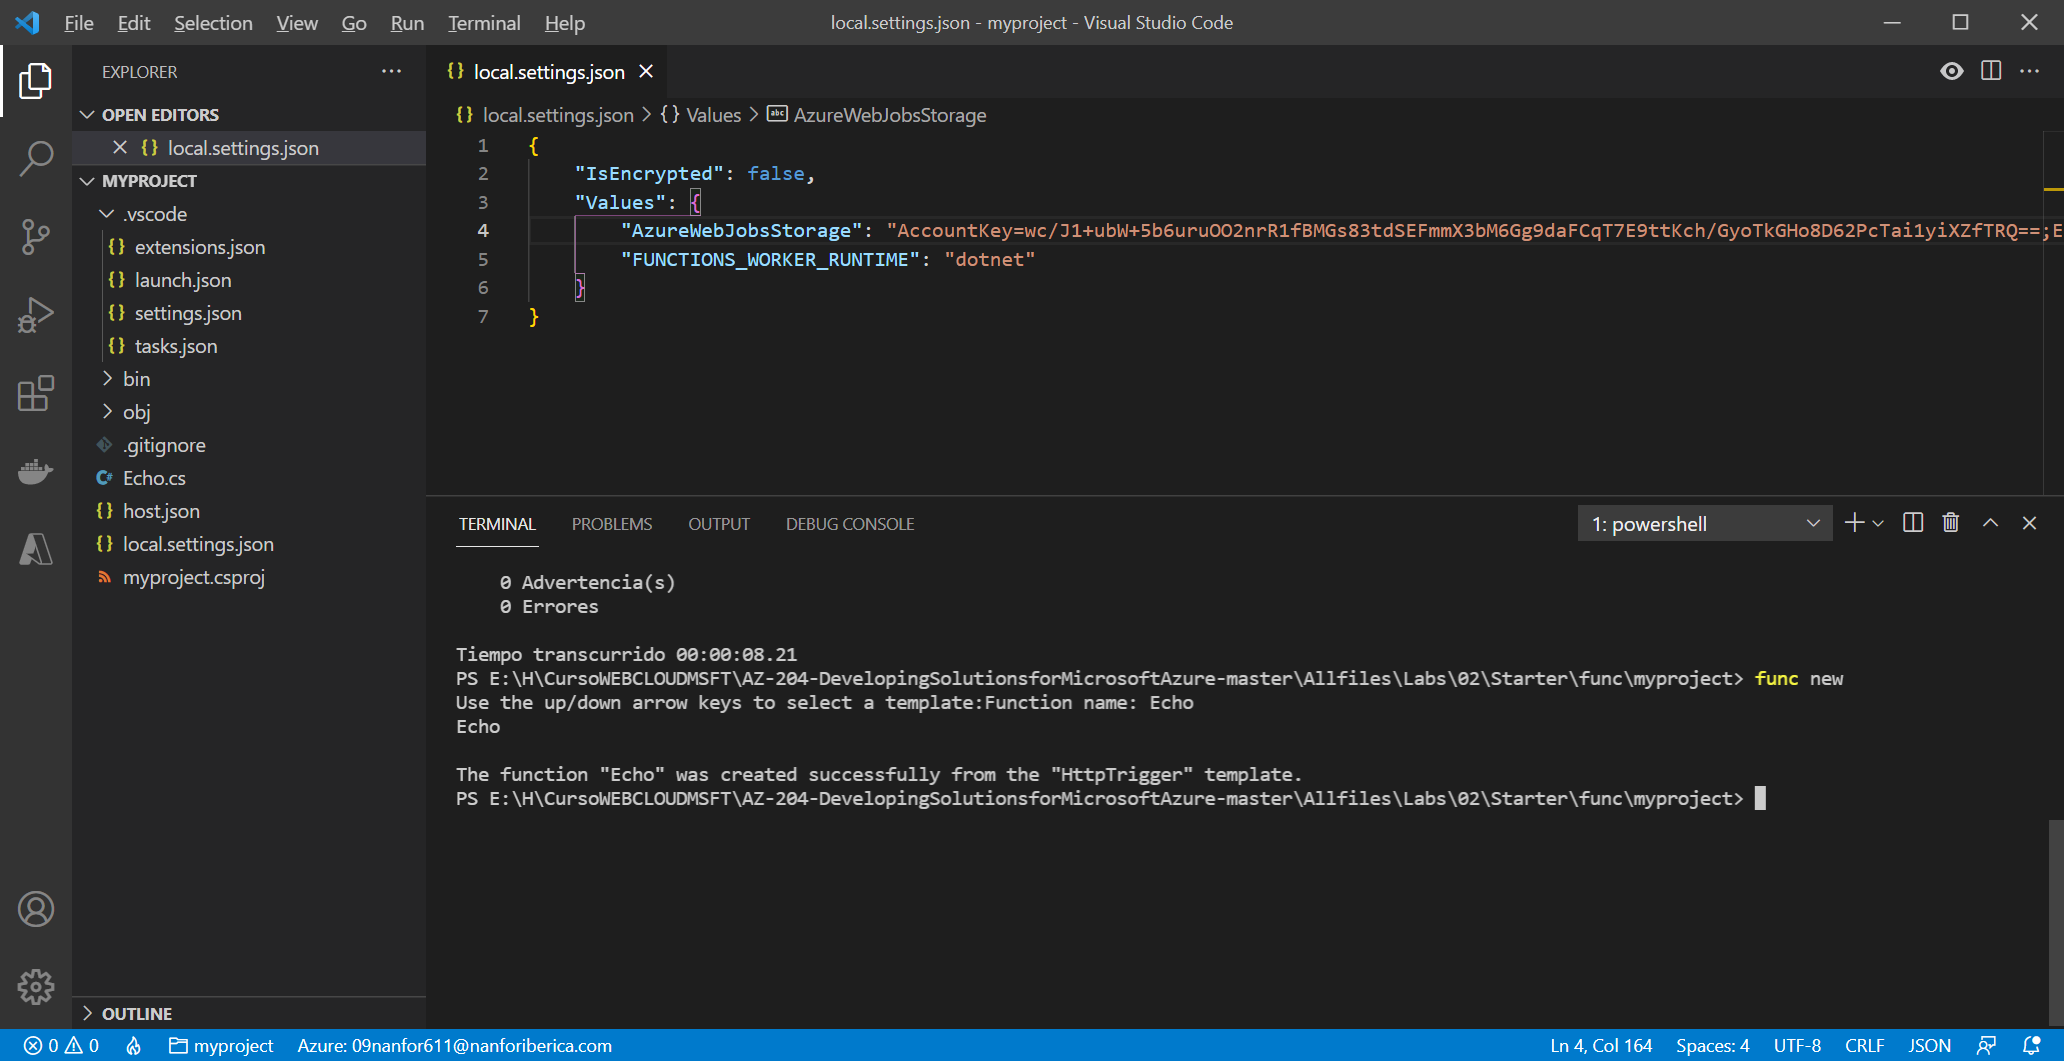 File Edit Selection View Go Run Terminal Help
local.settings.json - myproject - Visual Studio Code
EXPLORER
OPEN EDITORS
local.settings.json
MYPROJECT
.vscode
extensions.json
launch.json
settings.json
tasks.json
bin
obj
.gitignore
Echo.cs
host.json
local.settings.json
myproject.csproj
OUTLINE
local.settings.json
local.settings.json > {} Values > abc AzureWebJobsStorage
1 {
2 "IsEncrypted": false,
3 "Values": {
4 "AzureWebJobsStorage": "AccountKey=wc/J1+ubW+5b6uruOO2nrR1fBMGs83tdSEFmmX3bM6Gg9daFCqT7E9ttKch/GyoTkGHo8D62PcTai1yiXZfTRQ==;E
5 "FUNCTIONS_WORKER_RUNTIME": "dotnet"
6 }
7 }
TERMINAL PROBLEMS OUTPUT DEBUG CONSOLE
1: powershell
0 Advertencia(s)
0 Errores
Tiempo transcurrido 00:00:08.21
PS E:\H\CursoWEBCLOUDMSFT\AZ-204-DevelopingSolutionsforMicrosoftAzure-master\Allfiles\Labs\02\Starter\func\myproject> func new
Use the up/down arrow keys to select a template:Function name: Echo
Echo
The function "Echo" was created successfully from the "HttpTrigger" template.
PS E:\H\CursoWEBCLOUDMSFT\AZ-204-DevelopingSolutionsforMicrosoftAzure-master\Allfiles\Labs\02\Starter\func\myproject>
0 0 myproject Azure: 09nanfor611@nanforiberica.com
Ln 4, Col 164 Spaces: 4 UTF-8 CRLF JSON